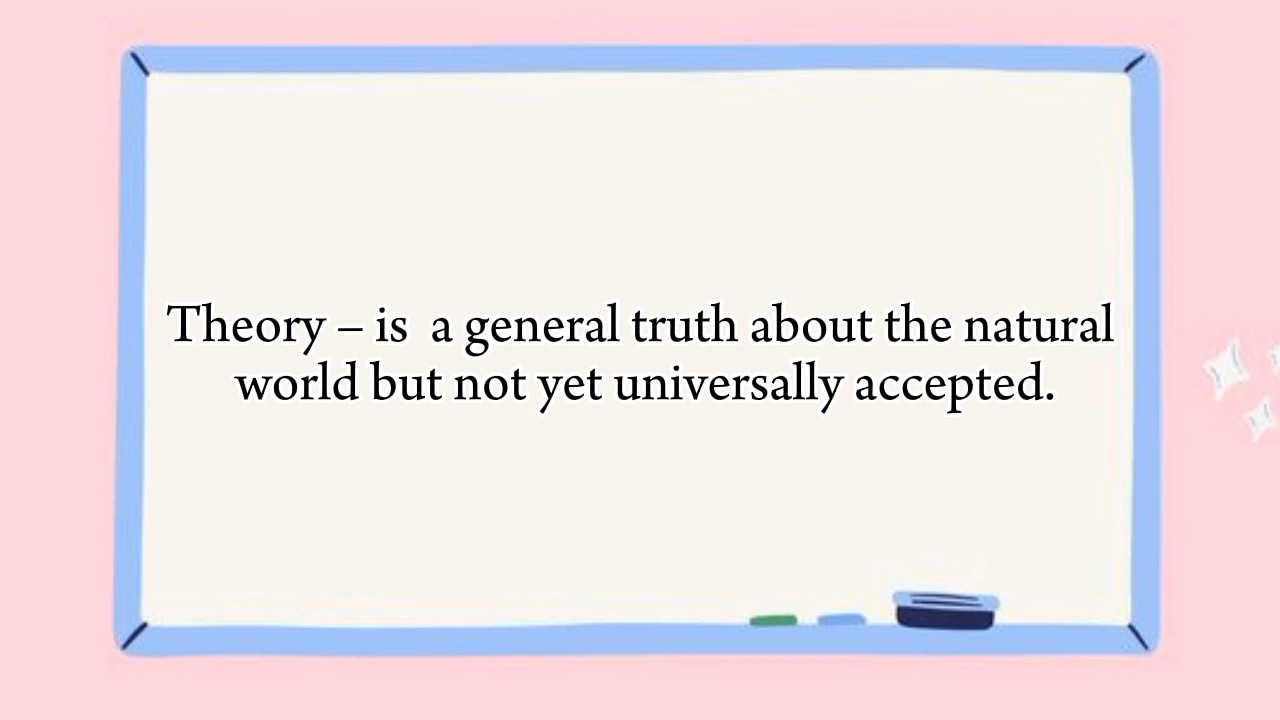 Theory – is  a general truth about the natural
world but not yet universally accepted.